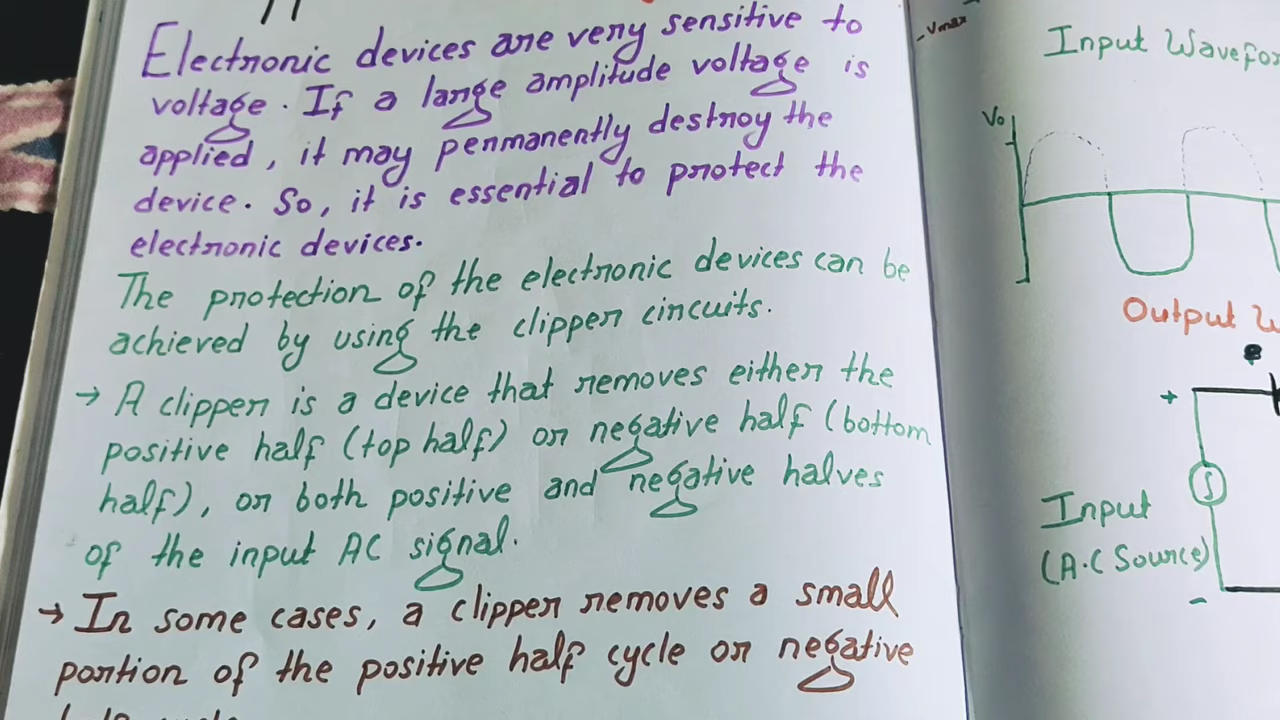 Electronic devices are very sensitive to
voltage. If a large amplitude voltage is
applied, it may permanently destroy the
device. So, it is essential to protect the
electronic devices.
The protection of the electronic devices can be
achieved by using the clipper circuits.
→ A clipper is a device that removes either the
positive half (top half) or negative half (bottom
half), or both positive and negative halves
of the input AC signal.
→ In some cases, a clipper removes a small
portion of the positive half cycle or negative
-Vmax
Input
Vo
Output
+
Input
(A.C Source)
-